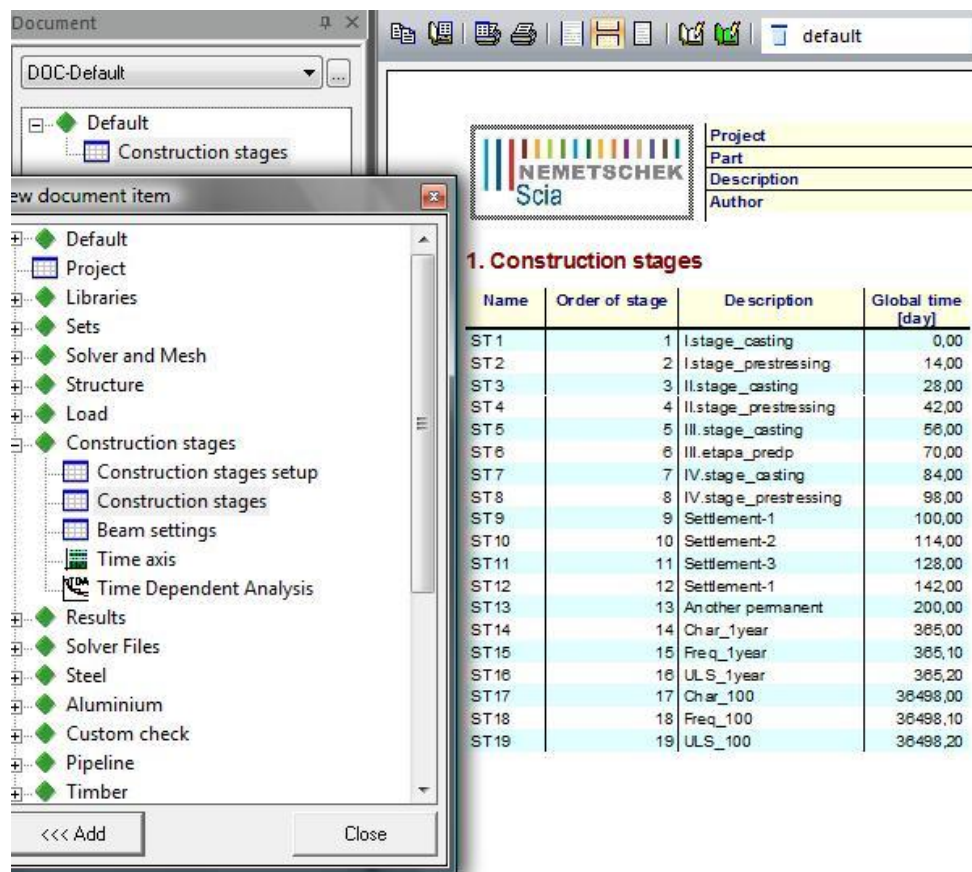 Document
DOC-Default
...
Default
Construction stages
ew document item
Default
Project
Libraries
Sets
Solver and Mesh
Structure
Load
Construction stages
Construction stages setup
Construction stages
Beam settings
Time axis
Time Dependent Analysis
Results
Solver Files
Steel
Aluminium
Custom check
Pipeline
Timber
<<< Add
Close
default
NEMETSCHEK
Scia
Project
Part
Description
Author
1. Construction stages
Name Order of stage Description Global time
[day]
ST1 1 I.stage_casting 0,00
ST2 2 I.stage_prestressing 14,00
ST3 3 II.stage_casting 28,00
ST4 4 II.stage_prestressing 42,00
ST5 5 III.stage_casting 56,00
ST6 6 III.etapa_predp 70,00
ST7 7 IV.stage_casting 84,00
ST8 8 IV.stage_prestressing 98,00
ST9 9 Settlement-1 100,00
ST10 10 Settlement-2 114,00
ST11 11 Settlement-3 128,00
ST12 12 Settlement-1 142,00
ST13 13 Another permanent 200,00
ST14 14 Char_1year 365,00
ST15 15 Freq_1year 365,10
ST16 16 ULS_1year 365,20
ST17 17 Char_100 36498,00
ST18 18 Freq_100 36498,10
ST19 19 ULS_100 36498,20